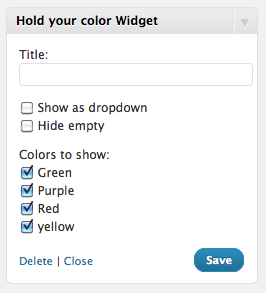 Hold your color Widget
Title:
Show as dropdown
Hide empty
Colors to show:
Green
Purple
Red
yellow
Delete | Close Save